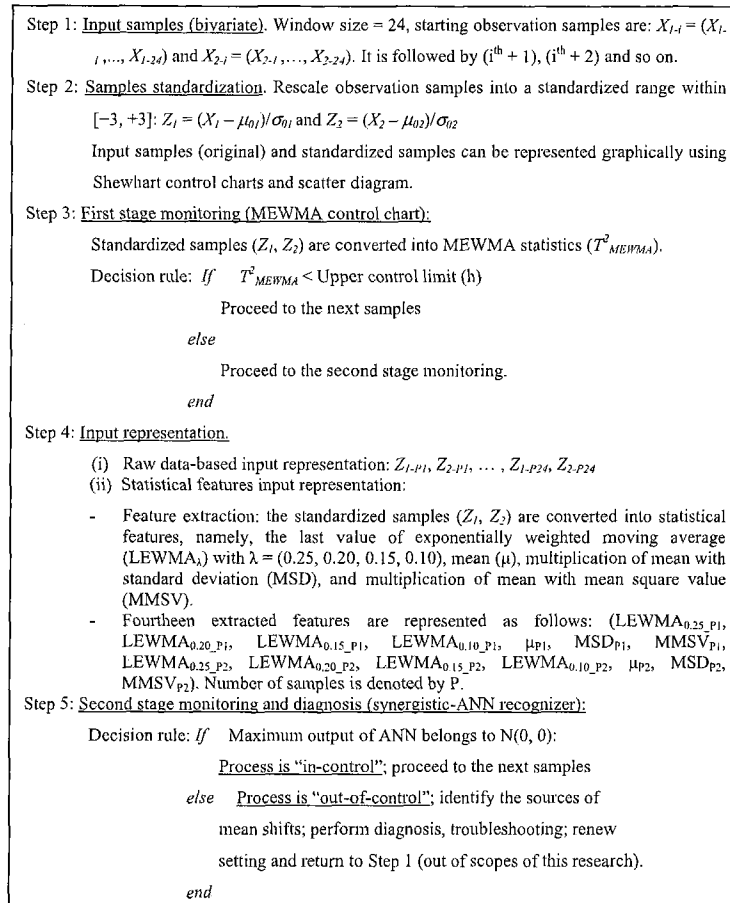 Step 1: Input samples (bivariate). Window size = 24, starting observation samples are: X1-i = (X1-
1,..., X1-24) and X2-i = (X2-1,..., X2-24). It is followed by (i^th + 1), (i^th + 2) and so on.
Step 2: Samples standardization. Rescale observation samples into a standardized range within
[−3, +3]: Z1 = (X1 − μ01)/σ01 and Z2 = (X2 − μ02)/σ02
Input samples (original) and standardized samples can be represented graphically using
Shewhart control charts and scatter diagram.
Step 3: First stage monitoring (MEWMA control chart):
Standardized samples (Z1, Z2) are converted into MEWMA statistics (T²MEWMA).
Decision rule: If T²MEWMA < Upper control limit (h)
Proceed to the next samples
else
Proceed to the second stage monitoring.
end
Step 4: Input representation.
(i) Raw data-based input representation: Z1-P1, Z2-P1, … , Z1-P24, Z2-P24
(ii) Statistical features input representation:
- Feature extraction: the standardized samples (Z1, Z2) are converted into statistical
features, namely, the last value of exponentially weighted moving average
(LEWMAλ) with λ = (0.25, 0.20, 0.15, 0.10), mean (μ), multiplication of mean with
standard deviation (MSD), and multiplication of mean with mean square value
(MMSV).
- Fourtheen extracted features are represented as follows: (LEWMA0.25_P1,
LEWMA0.20_P1, LEWMA0.15_P1, LEWMA0.10_P1, μP1, MSDP1, MMSVP1,
LEWMA0.25_P2, LEWMA0.20_P2, LEWMA0.15_P2, LEWMA0.10_P2, μP2, MSDP2,
MMSVP2). Number of samples is denoted by P.
Step 5: Second stage monitoring and diagnosis (synergistic-ANN recognizer):
Decision rule: If Maximum output of ANN belongs to N(0, 0):
Process is “in-control”; proceed to the next samples
else Process is “out-of-control”; identify the sources of
mean shifts; perform diagnosis, troubleshooting; renew
setting and return to Step 1 (out of scopes of this research).
end